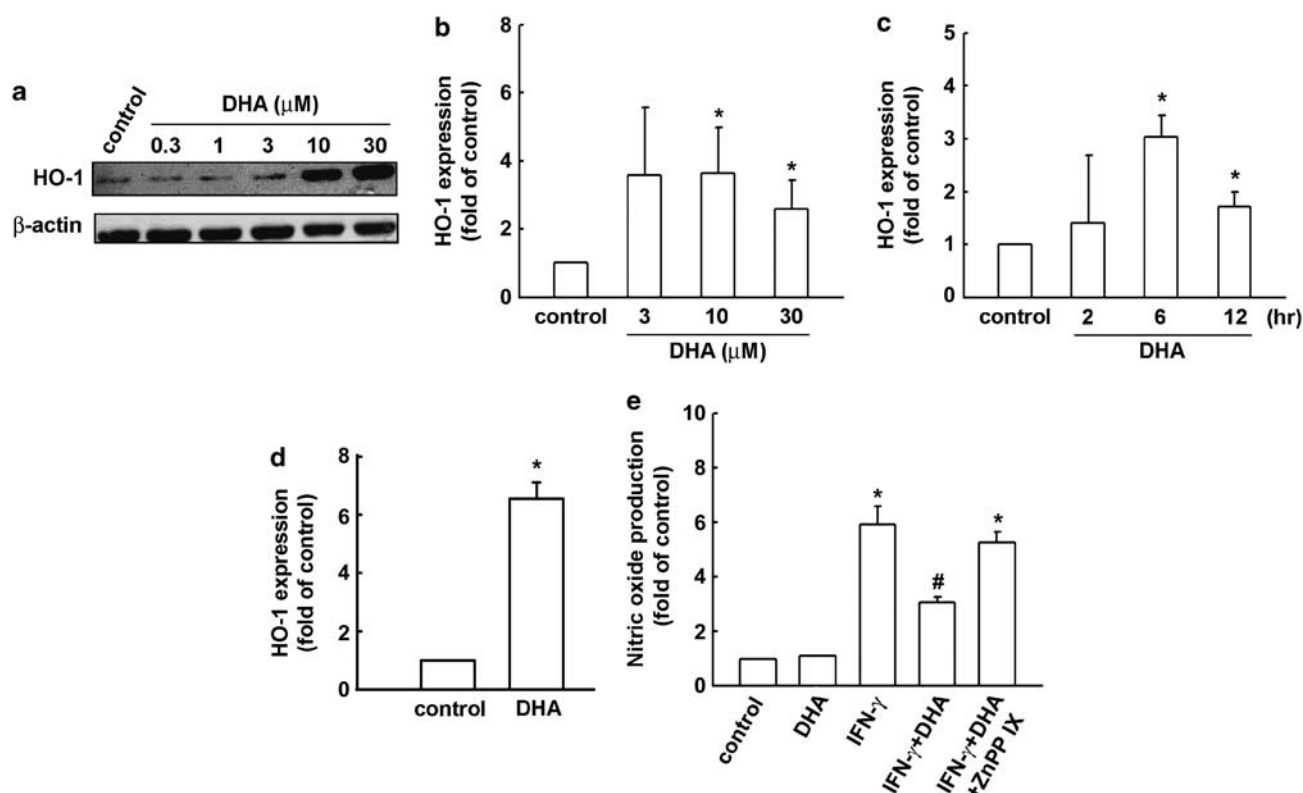 a
control
DHA (μM)
0.3 1 3 10 30
HO-1
β-actin
b
HO-1 expression
(fold of control)
8
6
4
2
0
* *
control 3 10 30
DHA (μM)
c
HO-1 expression
(fold of control)
5
4
3
2
1
0
* *
control 2 6 12 (hr)
DHA
d
HO-1 expression
(fold of control)
8
6
4
2
0
*
control DHA
e
Nitric oxide production
(fold of control)
10
8
6
4
2
0
* # *
control
DHA
IFN-γ
IFN-γ+DHA
IFN-γ+DHA
+ZnPP IX